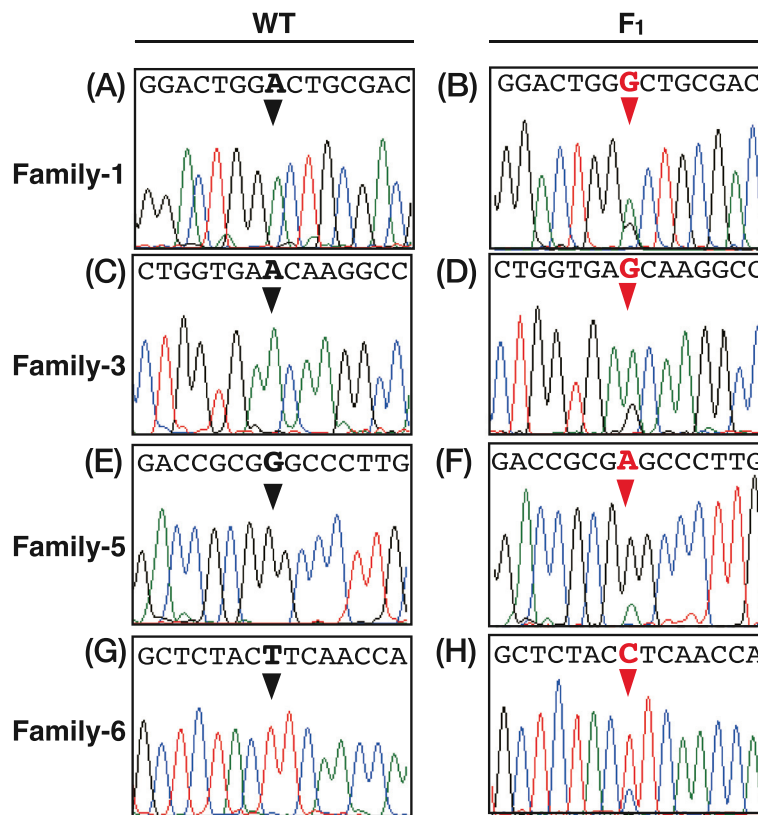 WT F1
(A) GGACTGGACTGCGAC (B) GGACTGGGCTGCGAC
Family-1
(C) CTGGTGAACAAGGCC (D) CTGGTGAGCAAGGCC
Family-3
(E) GACCGCGGGCCCTTG (F) GACCGCGAGCCCTTG
Family-5
(G) GCTCTACTTCAACCA (H) GCTCTACCTCAACCA
Family-6